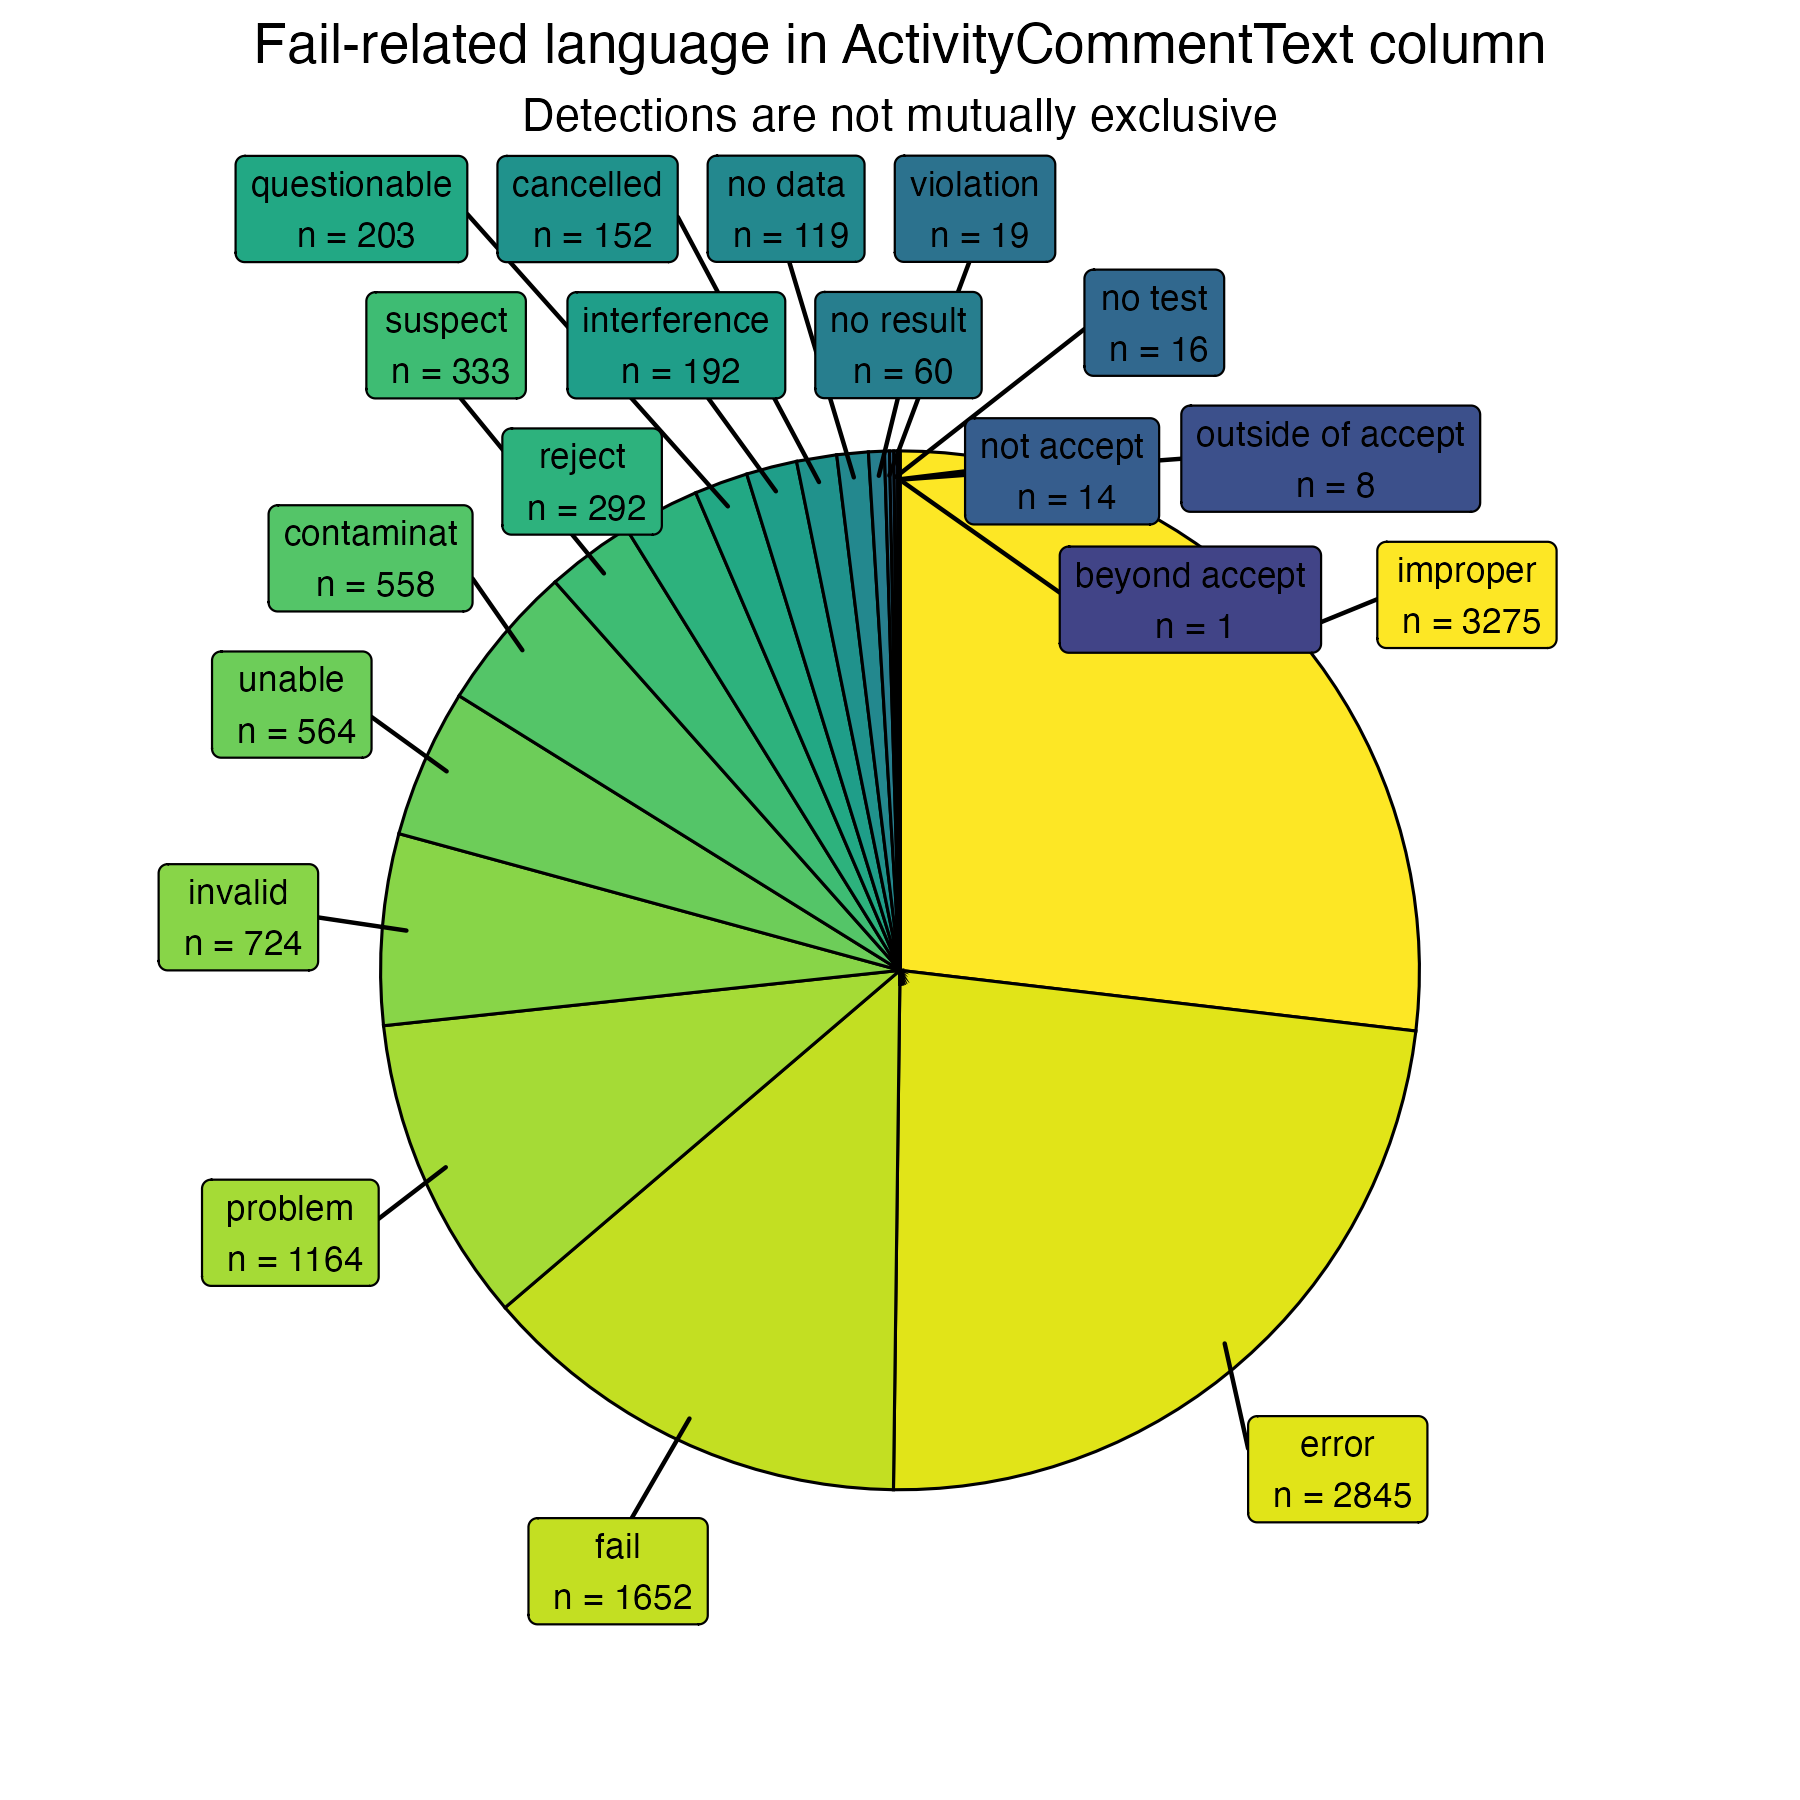 Fail-related language in ActivityCommentText column
Detections are not mutually exclusive
questionable
n = 203
cancelled
n = 152
no data
n = 119
violation
n = 19
no test
n = 16
suspect
n = 333
interference
n = 192
no result
n = 60
not accept
n = 14
outside of accept
n = 8
reject
n = 292
contaminat
n = 558
beyond accept
n = 1
improper
n = 3275
unable
n = 564
invalid
n = 724
problem
n = 1164
error
n = 2845
fail
n = 1652